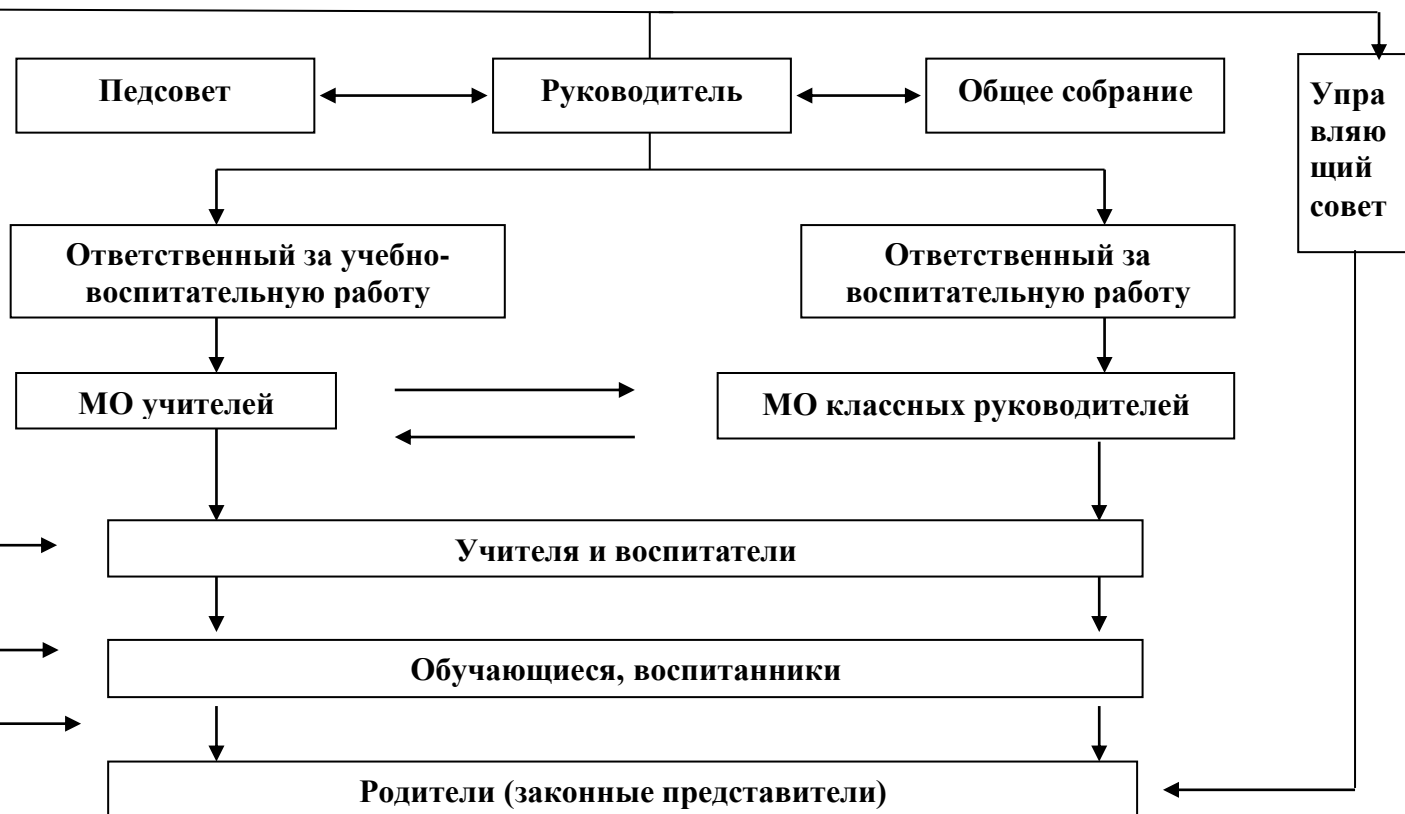 Педсовет
Руководитель
Общее собрание
Упра
вляю
щий
совет
Ответственный за учебно-
воспитательную работу
Ответственный за
воспитательную работу
МО учителей
МО классных руководителей
Учителя и воспитатели
Обучающиеся, воспитанники
Родители (законные представители)